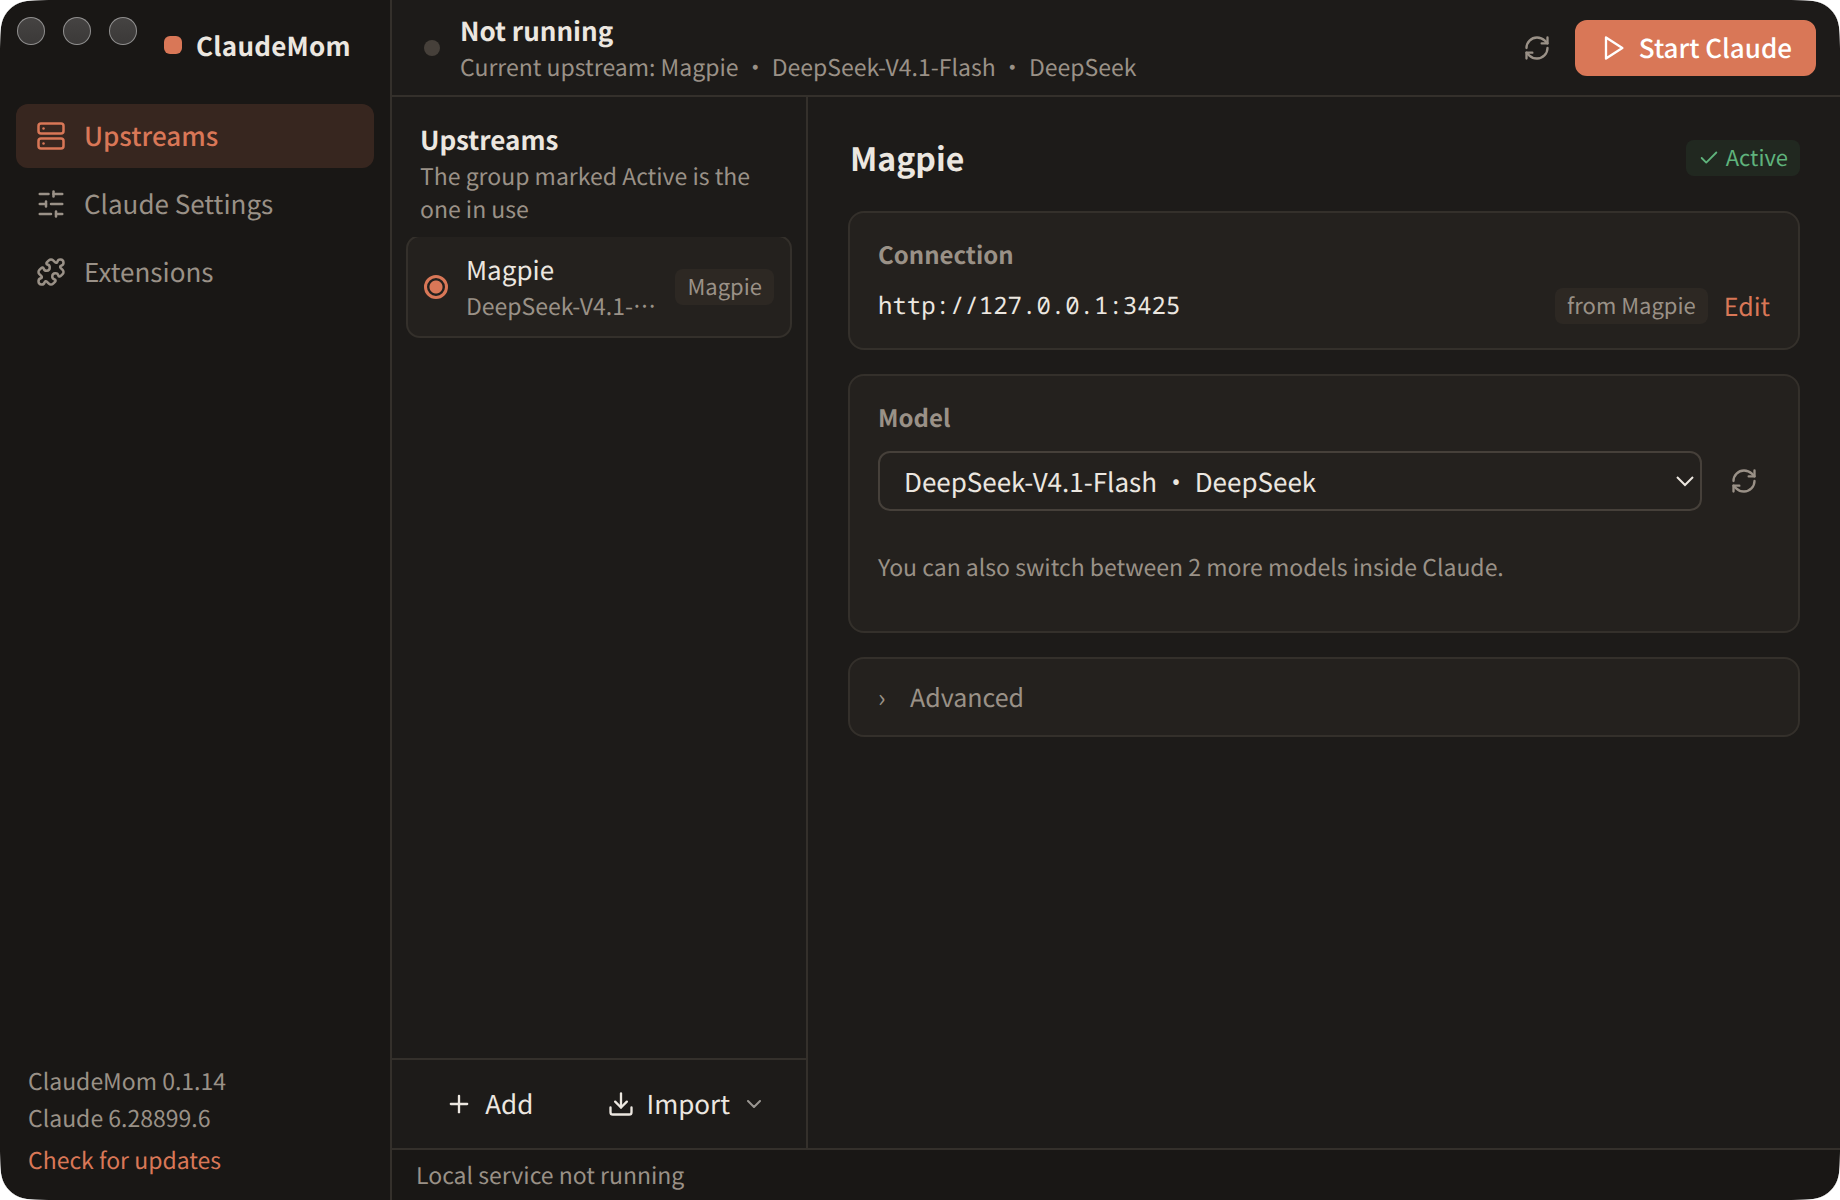 ClaudeMom
Upstreams
Claude Settings
Extensions
ClaudeMom 0.1.14
Claude 6.28899.6
Check for updates
Not running
Current upstream: Magpie • DeepSeek-V4.1-Flash • DeepSeek
Start Claude
Upstreams
The group marked Active is the
one in use
Magpie
DeepSeek-V4.1-···
Magpie
Add
Import
Magpie
Active
Connection
http://127.0.0.1:3425
from Magpie
Edit
Model
DeepSeek-V4.1-Flash • DeepSeek
You can also switch between 2 more models inside Claude.
Advanced
Local service not running